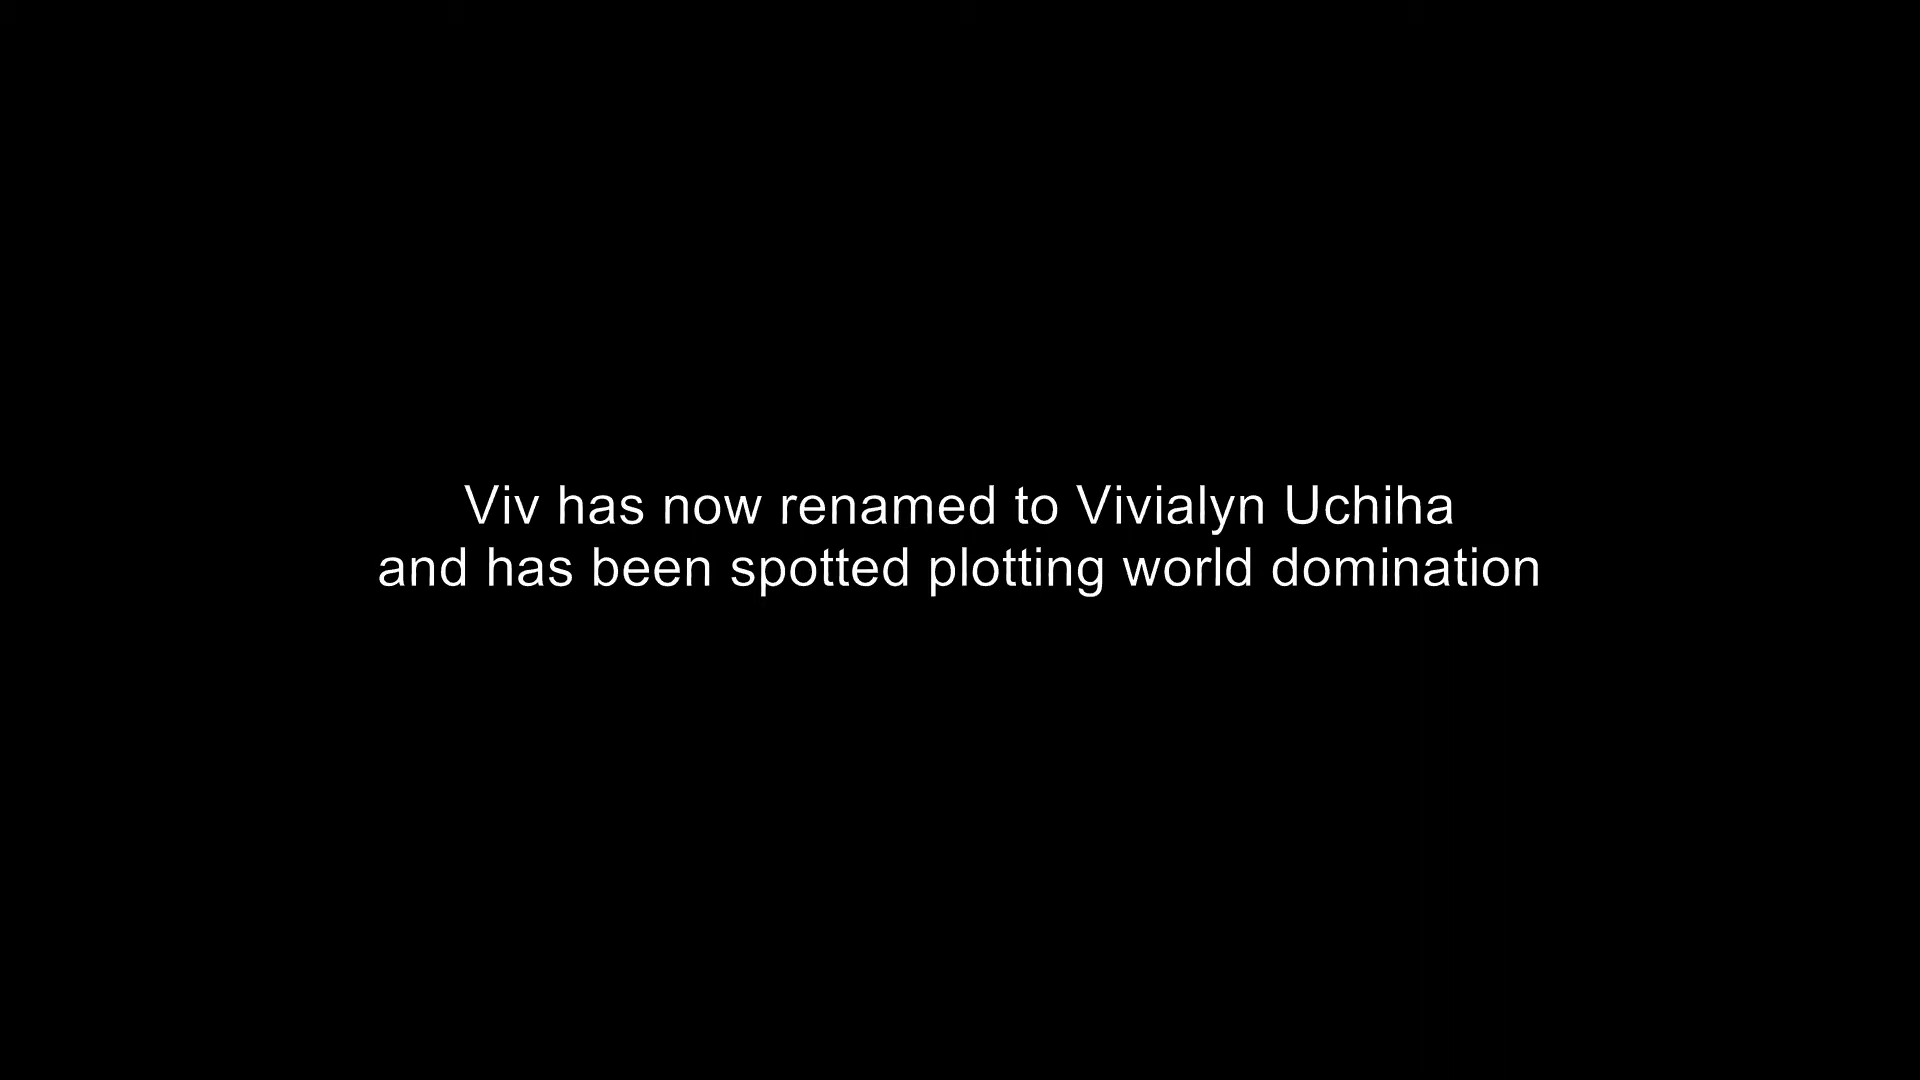 Viv has now renamed to Vivialyn Uchiha
and has been spotted plotting world domination